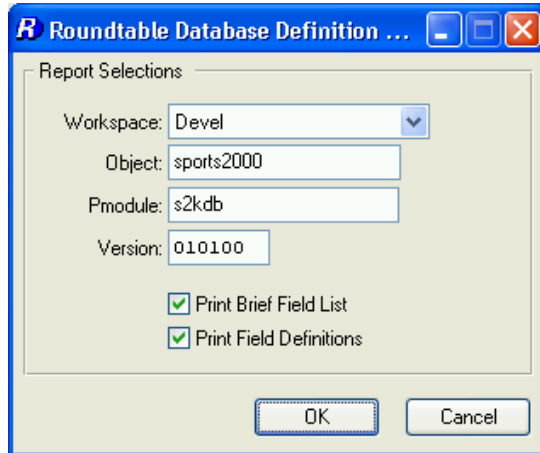 R Roundtable Database Definition ...
Report Selections
Workspace: Devel
Object: sports2000
Pmodule: s2kdb
Version: 010100
Print Brief Field List
Print Field Definitions
OK Cancel